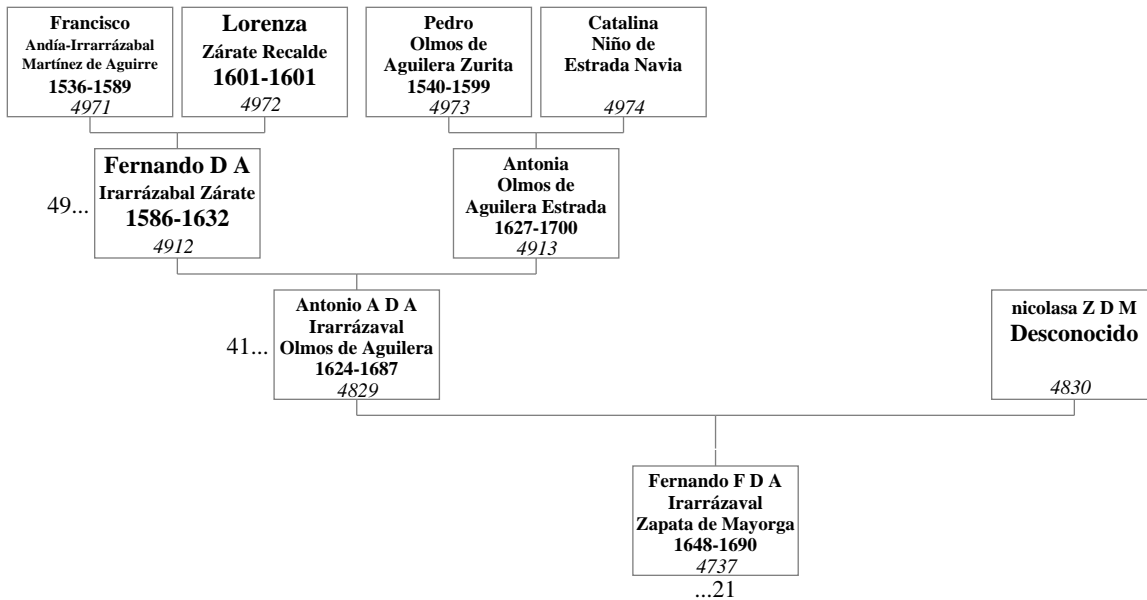 Francisco
Andía-Irrarrázabal
Martínez de Aguirre
1536-1589
4971
Lorenza
Zárate Recalde
1601-1601
4972
Pedro
Olmos de
Aguilera Zurita
1540-1599
4973
Catalina
Niño de
Estrada Navia
4974
49...
Fernando D A
Irarrázabal Zárate
1586-1632
4912
Antonia
Olmos de
Aguilera Estrada
1627-1700
4913
41...
Antonio A D A
Irarrázaval
Olmos de Aguilera
1624-1687
4829
nicolasa Z D M
Desconocido
4830
Fernando F D A
Irarrázaval
Zapata de Mayorga
1648-1690
4737
...21